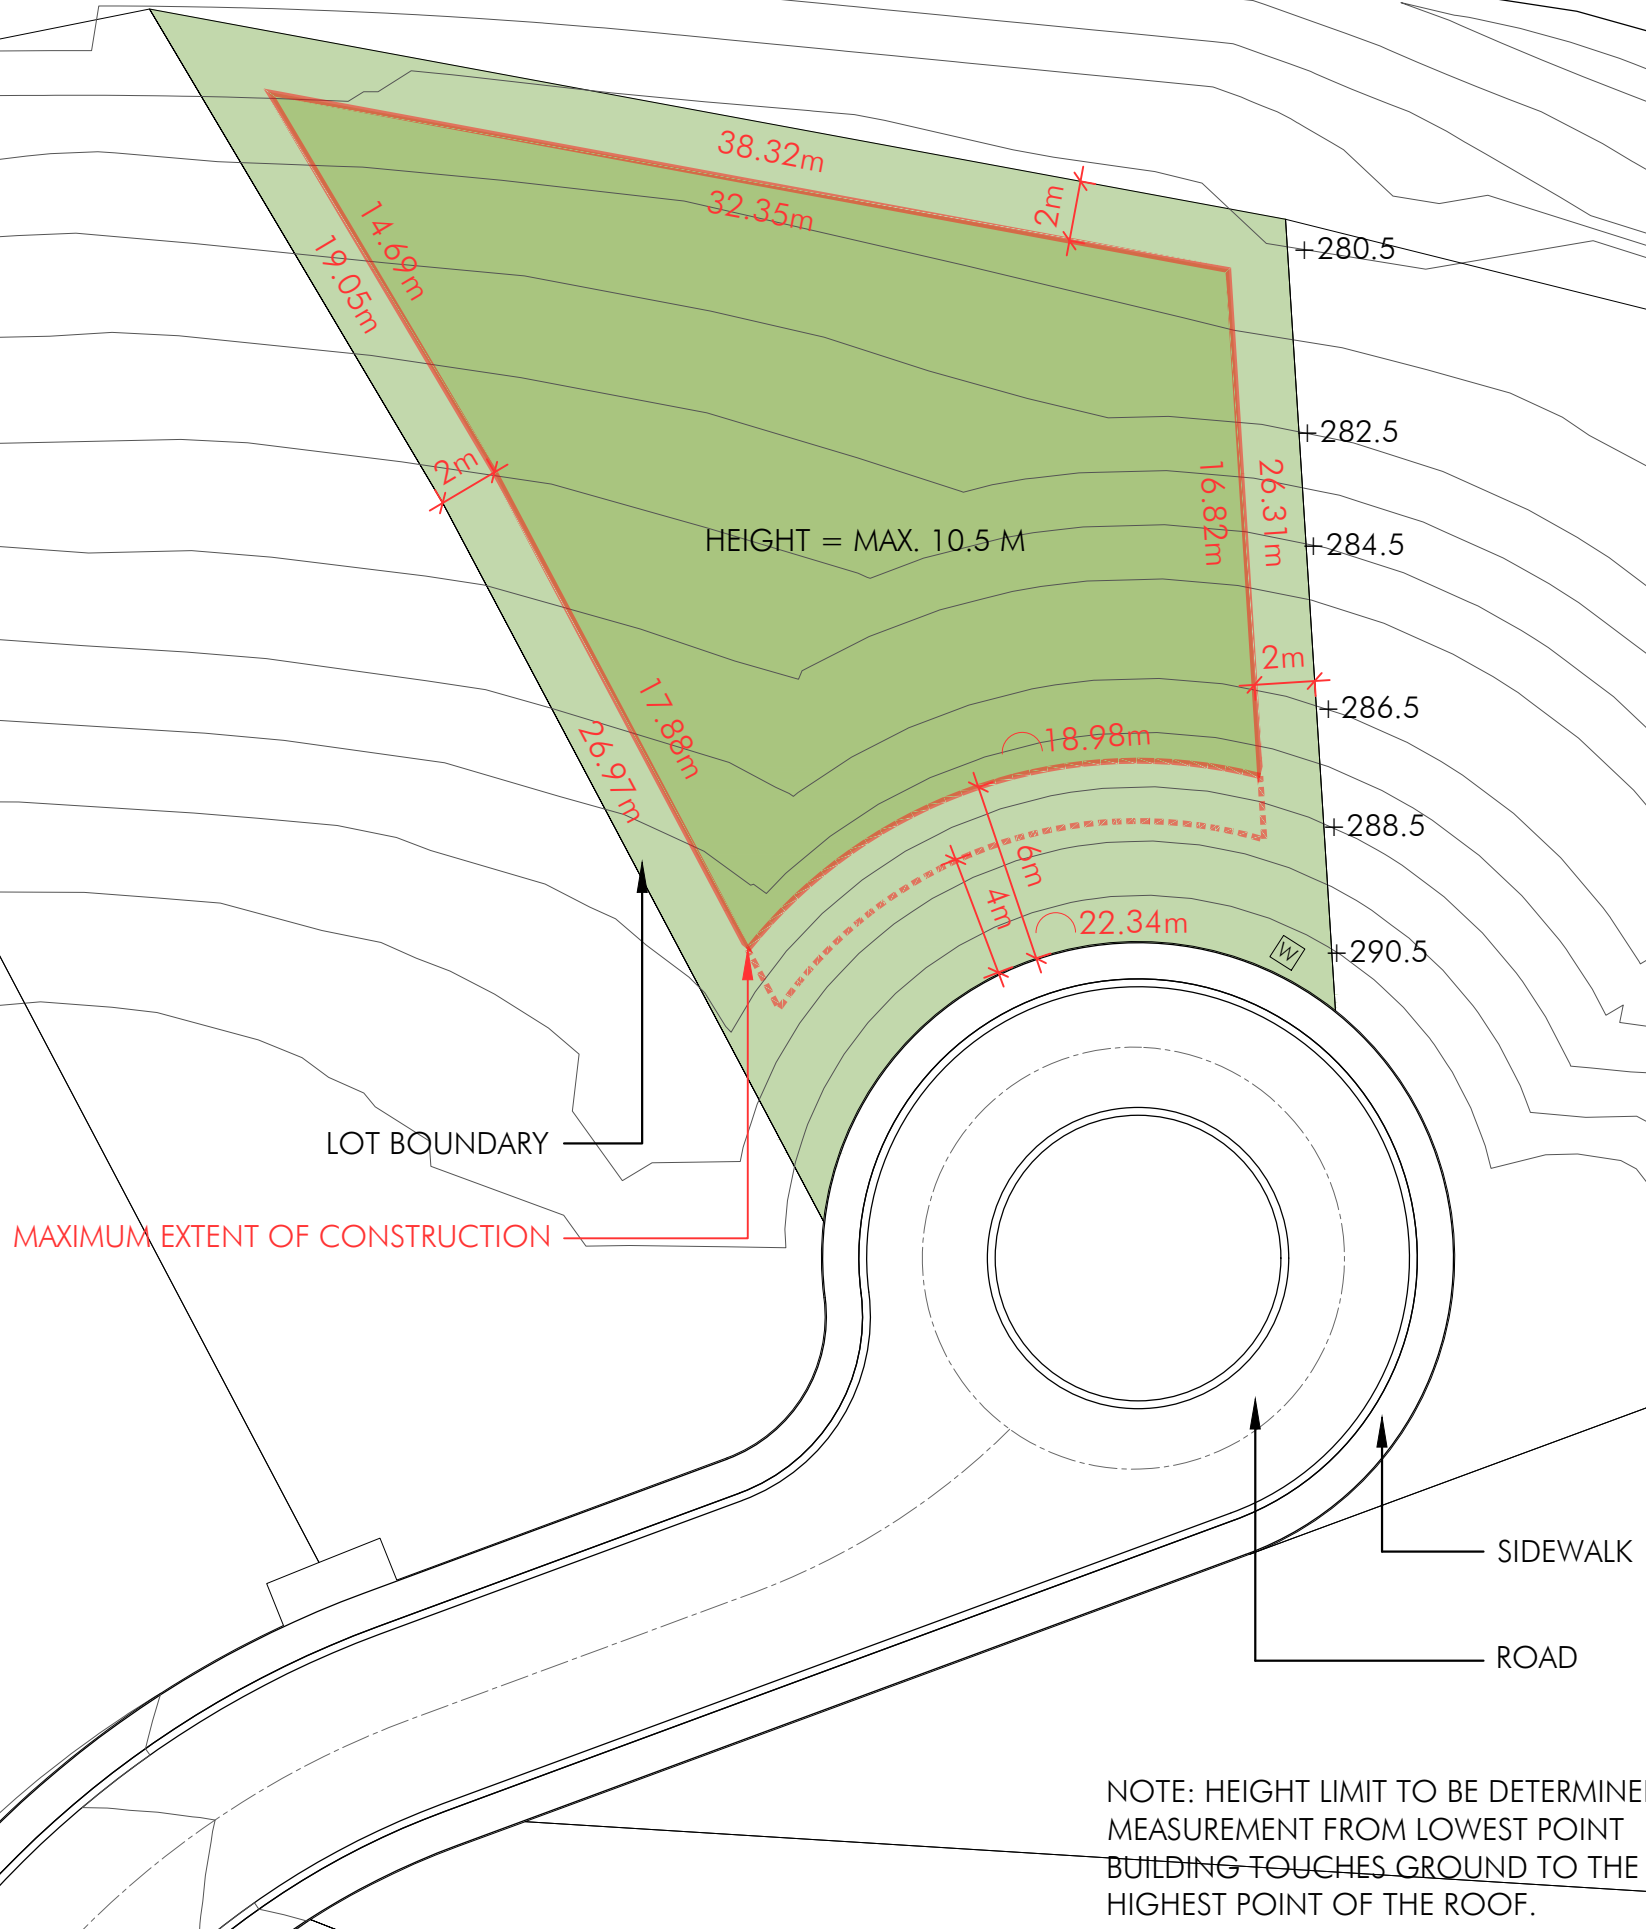 38.32m
32.35m
2m
14.69m
19.05m
+280.5
+282.5
2m
26.31m
16.82m
HEIGHT = MAX. 10.5 M
+284.5
2m
+286.5
17.88m
26.97m
18.98m
+288.5
6m
4m
22.34m
W
+290.5
LOT BOUNDARY
MAXIMUM EXTENT OF CONSTRUCTION
SIDEWALK
ROAD
NOTE: HEIGHT LIMIT TO BE DETERMINE
MEASUREMENT FROM LOWEST POINT
BUILDING TOUCHES GROUND TO THE
HIGHEST POINT OF THE ROOF.